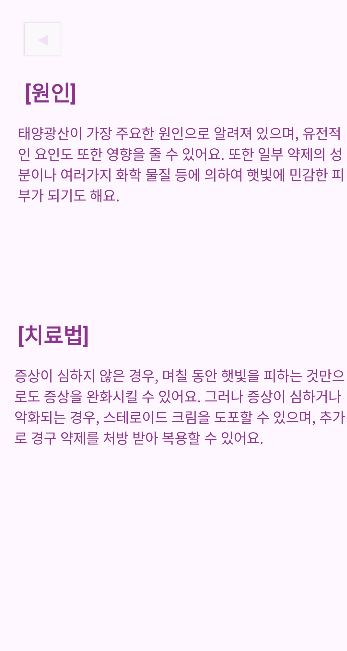 [원인]
태양광산이 가장 주요한 원인으로 알려져 있으며, 유전적
인 요인도 또한 영향을 줄 수 있어요. 또한 일부 약제의 성
분이나 여러가지 화학 물질 등에 의하여 햇빛에 민감한 피
부가 되기도 해요.
[치료법]
증상이 심하지 않은 경우, 며칠 동안 햇빛을 피하는 것만으
로도 증상을 완화시킬 수 있어요. 그러나 증상이 심하거나
악화되는 경우, 스테로이드 크림을 도포할 수 있으며, 추가
로 경구 약제를 처방 받아 복용할 수 있어요.